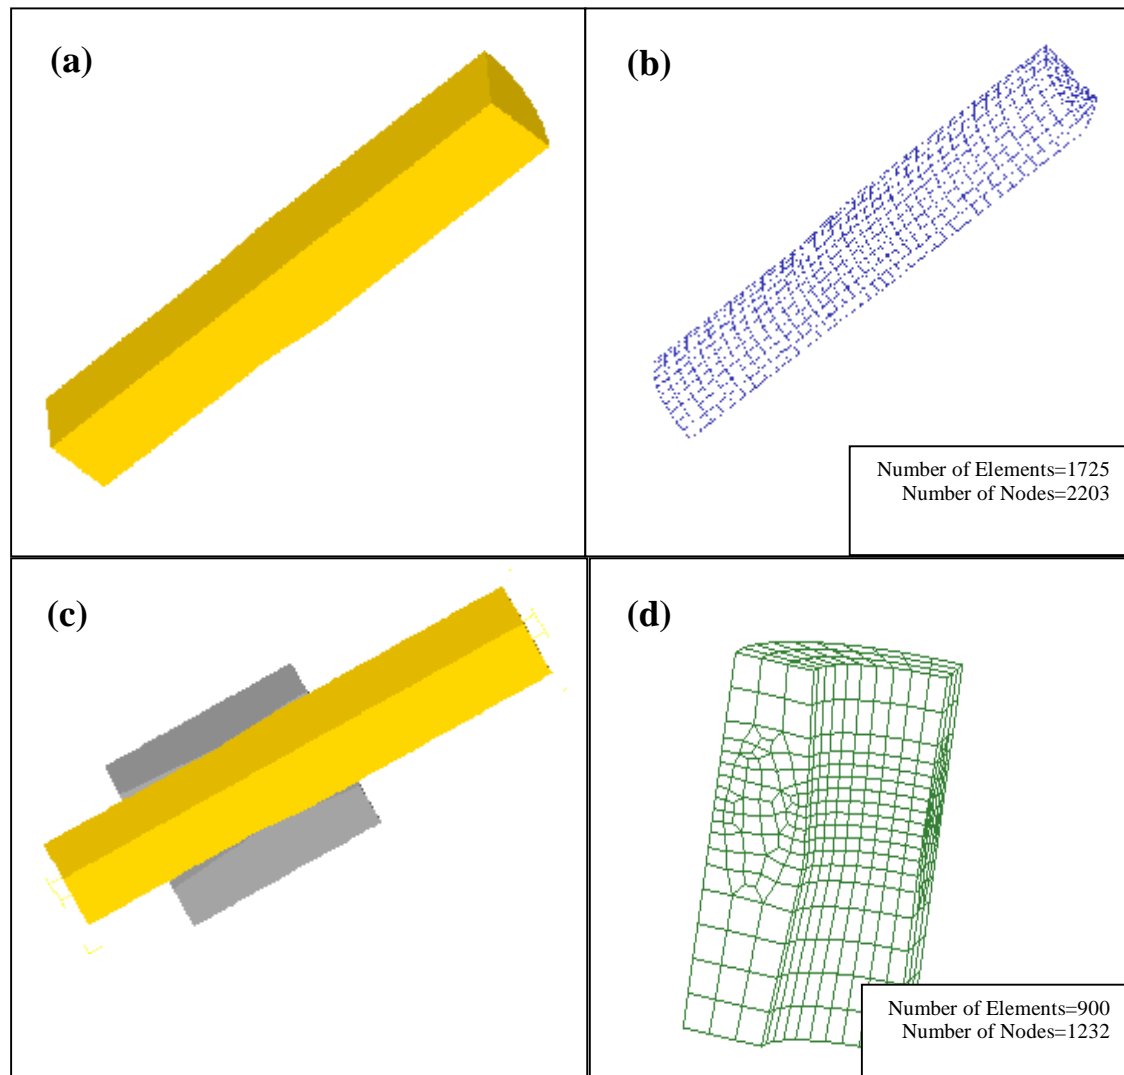 (a)
(b)
Number of Elements=1725
Number of Nodes=2203
(c)
(d)
Number of Elements=900
Number of Nodes=1232